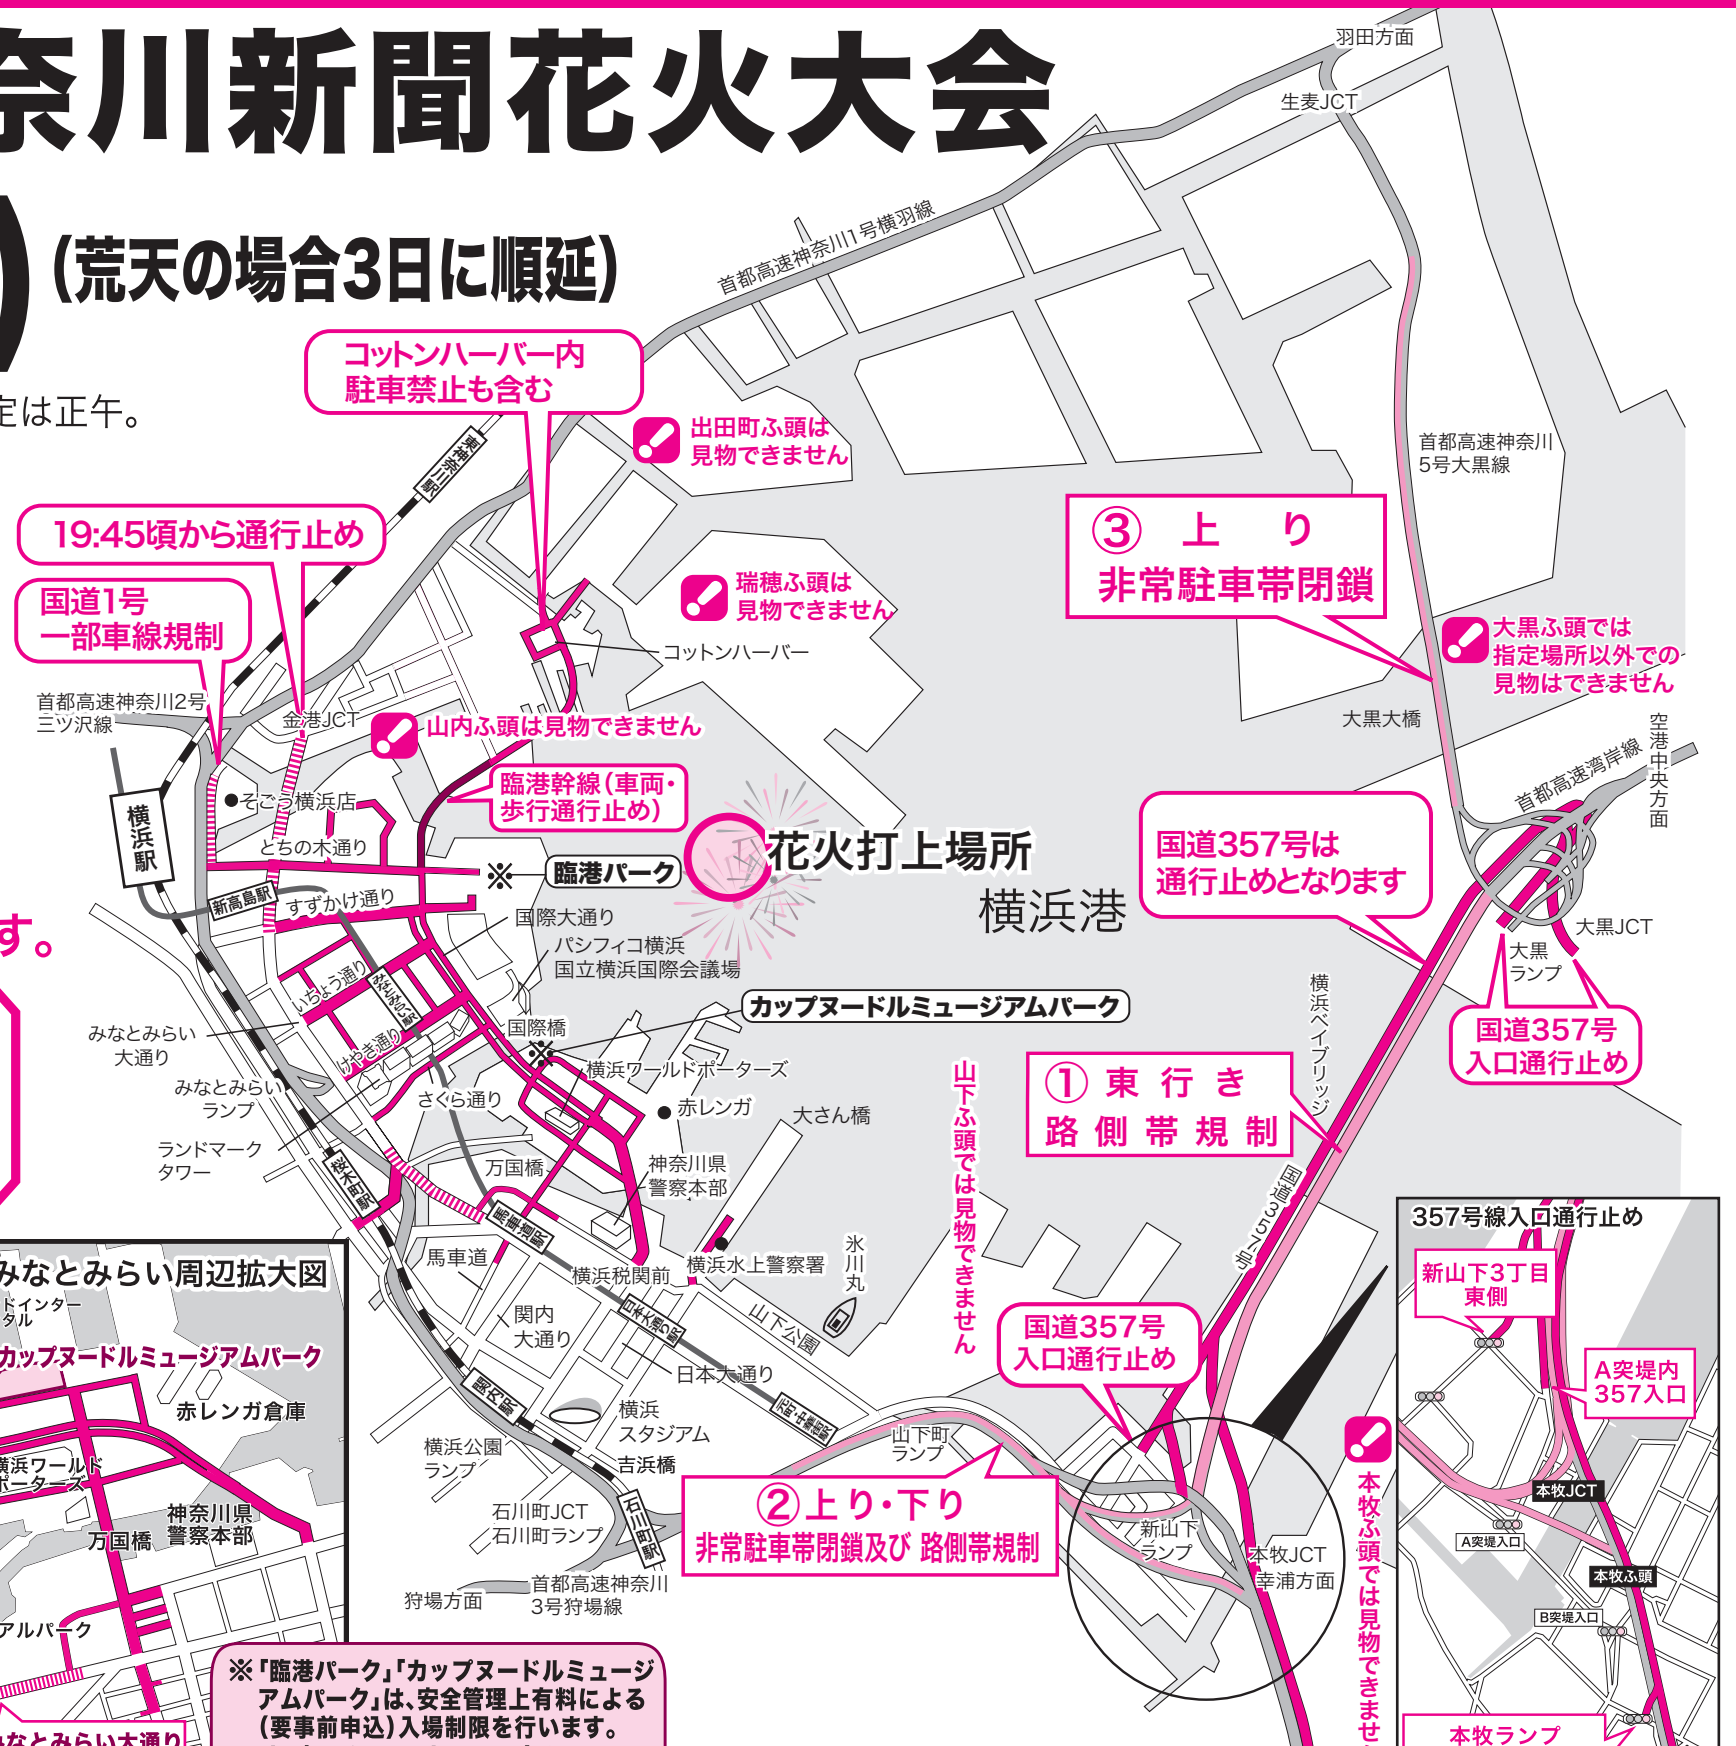 奈川新聞花火大会
(荒天の場合3日に順延)
定は正午。
羽田方面
生麦JCT
首都高速神奈川1号横羽線
コットンハーバー内
駐車禁止も含む
出田町ふ頭は
見物できません
東神奈川駅
首都高速神奈川
5号大黒線
③ 上 り
非常駐車帯閉鎖
19:45頃から通行止め
国道1号
一部車線規制
瑞穂ふ頭は
見物できません
コットンハーバー
大黒ふ頭では
指定場所以外での
見物はできません
首都高速神奈川2号
三ツ沢線
金港JCT
山内ふ頭は見物できません
大黒大橋
空港中央方面
首都高速湾岸線
臨港幹線(車両・
歩行通行止め)
そごう横浜店
横浜駅
とちの木通り
花火打上場所
横浜港
国道357号は
通行止めとなります
※
臨港パーク
新高島駅
すずかけ通り
国際大通り
パシフィコ横浜
国立横浜国際会議場
す。
大黒JCT
大黒
ランプ
いちょう通り
みなとみらい駅
カップヌードルミュージアムパーク
横浜ベイブリッジ
国道357号
入口通行止め
みなとみらい
大通り
国際橋
※
けやき通り
横浜ワールドポーターズ
みなとみらい
ランプ
さくら通り
赤レンガ
大さん橋
山下ふ頭では見物できません
① 東 行 き
路 側 帯 規 制
ランドマーク
タワー
桜木町駅
万国橋
神奈川県
警察本部
国道357号
馬車道駅
馬車道
横浜税関前
横浜水上警察署
氷川丸
関内
大通り
日本大通り駅
山下公園
国道357号
入口通行止め
日本大通り
関内駅
元町・中華街駅
横浜
スタジアム
横浜公園
ランプ
吉浜橋
山下町
ランプ
石川町JCT
石川町ランプ
石川町駅
②上り・下り
非常駐車帯閉鎖及び 路側帯規制
新山下
ランプ
本牧JCT
幸浦方面
狩場方面
首都高速神奈川
3号狩場線
本牧ふ頭では見物できませ
357号線入口通行止め
新山下3丁目
東側
A突堤内
357入口
本牧JCT
A突堤入口
本牧ふ頭
B突堤入口
本牧ランプ
みなとみらい周辺拡大図
ドインター
タル
カップヌードルミュージアムパーク
赤レンガ倉庫
横浜ワールド
ポーターズ
神奈川県
警察本部
万国橋
アルパーク
みなとみらい大通り
※「臨港パーク」「カップヌードルミュージ
アムパーク」は、安全管理上有料による
(要事前申込)入場制限を行います。